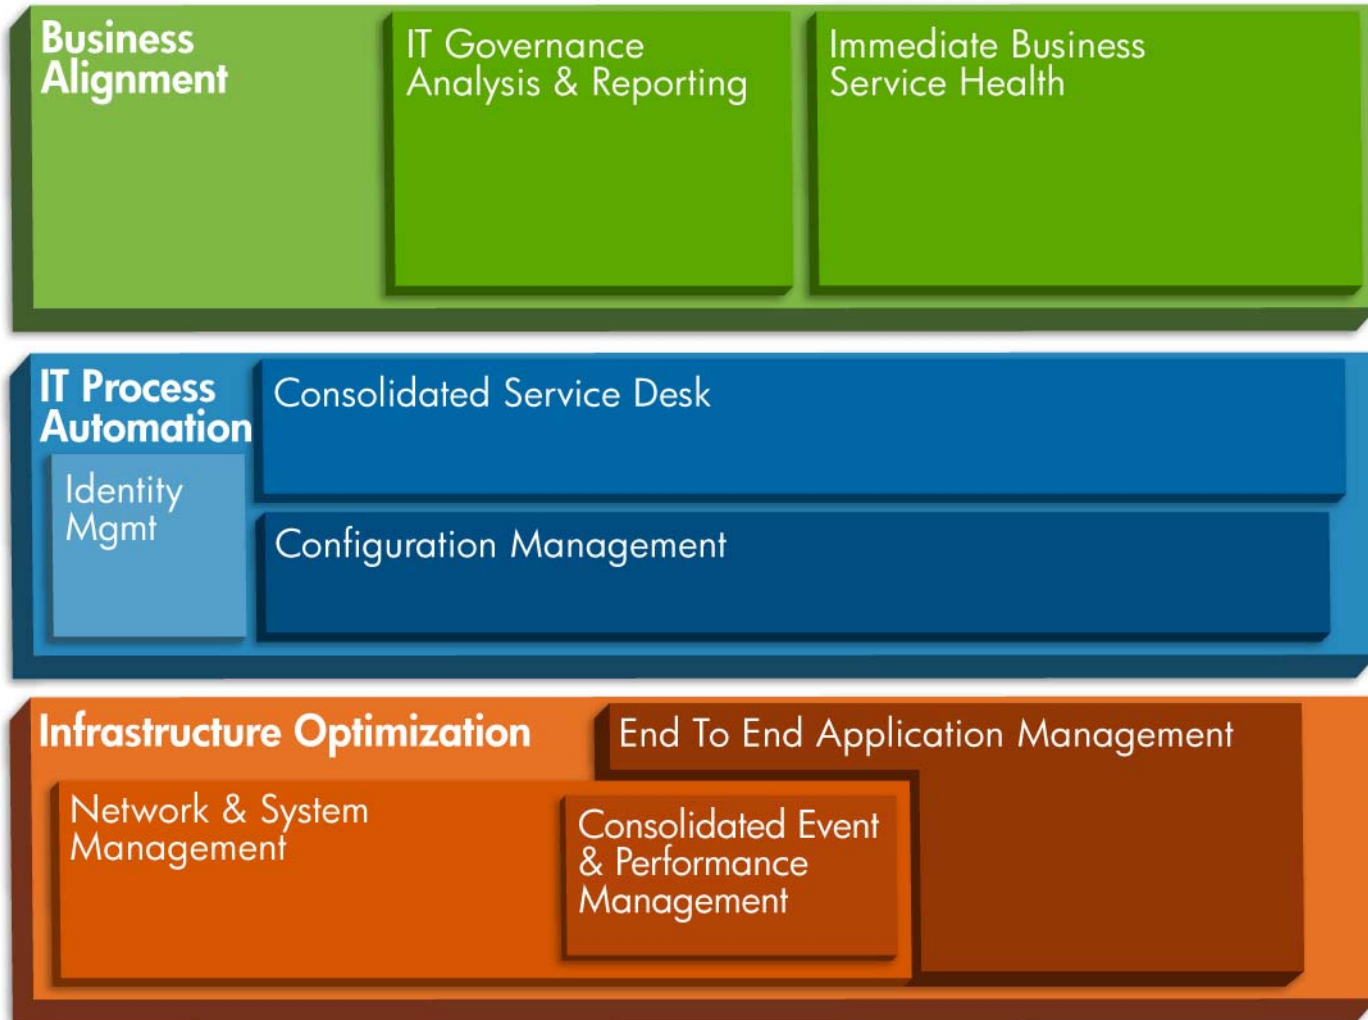 Business
Alignment
IT Governance
Analysis & Reporting
Immediate Business
Service Health
IT Process
Automation
Consolidated Service Desk
Identity
Mgmt
Configuration Management
Infrastructure Optimization
End To End Application Management
Network & System
Management
Consolidated Event
& Performance
Management